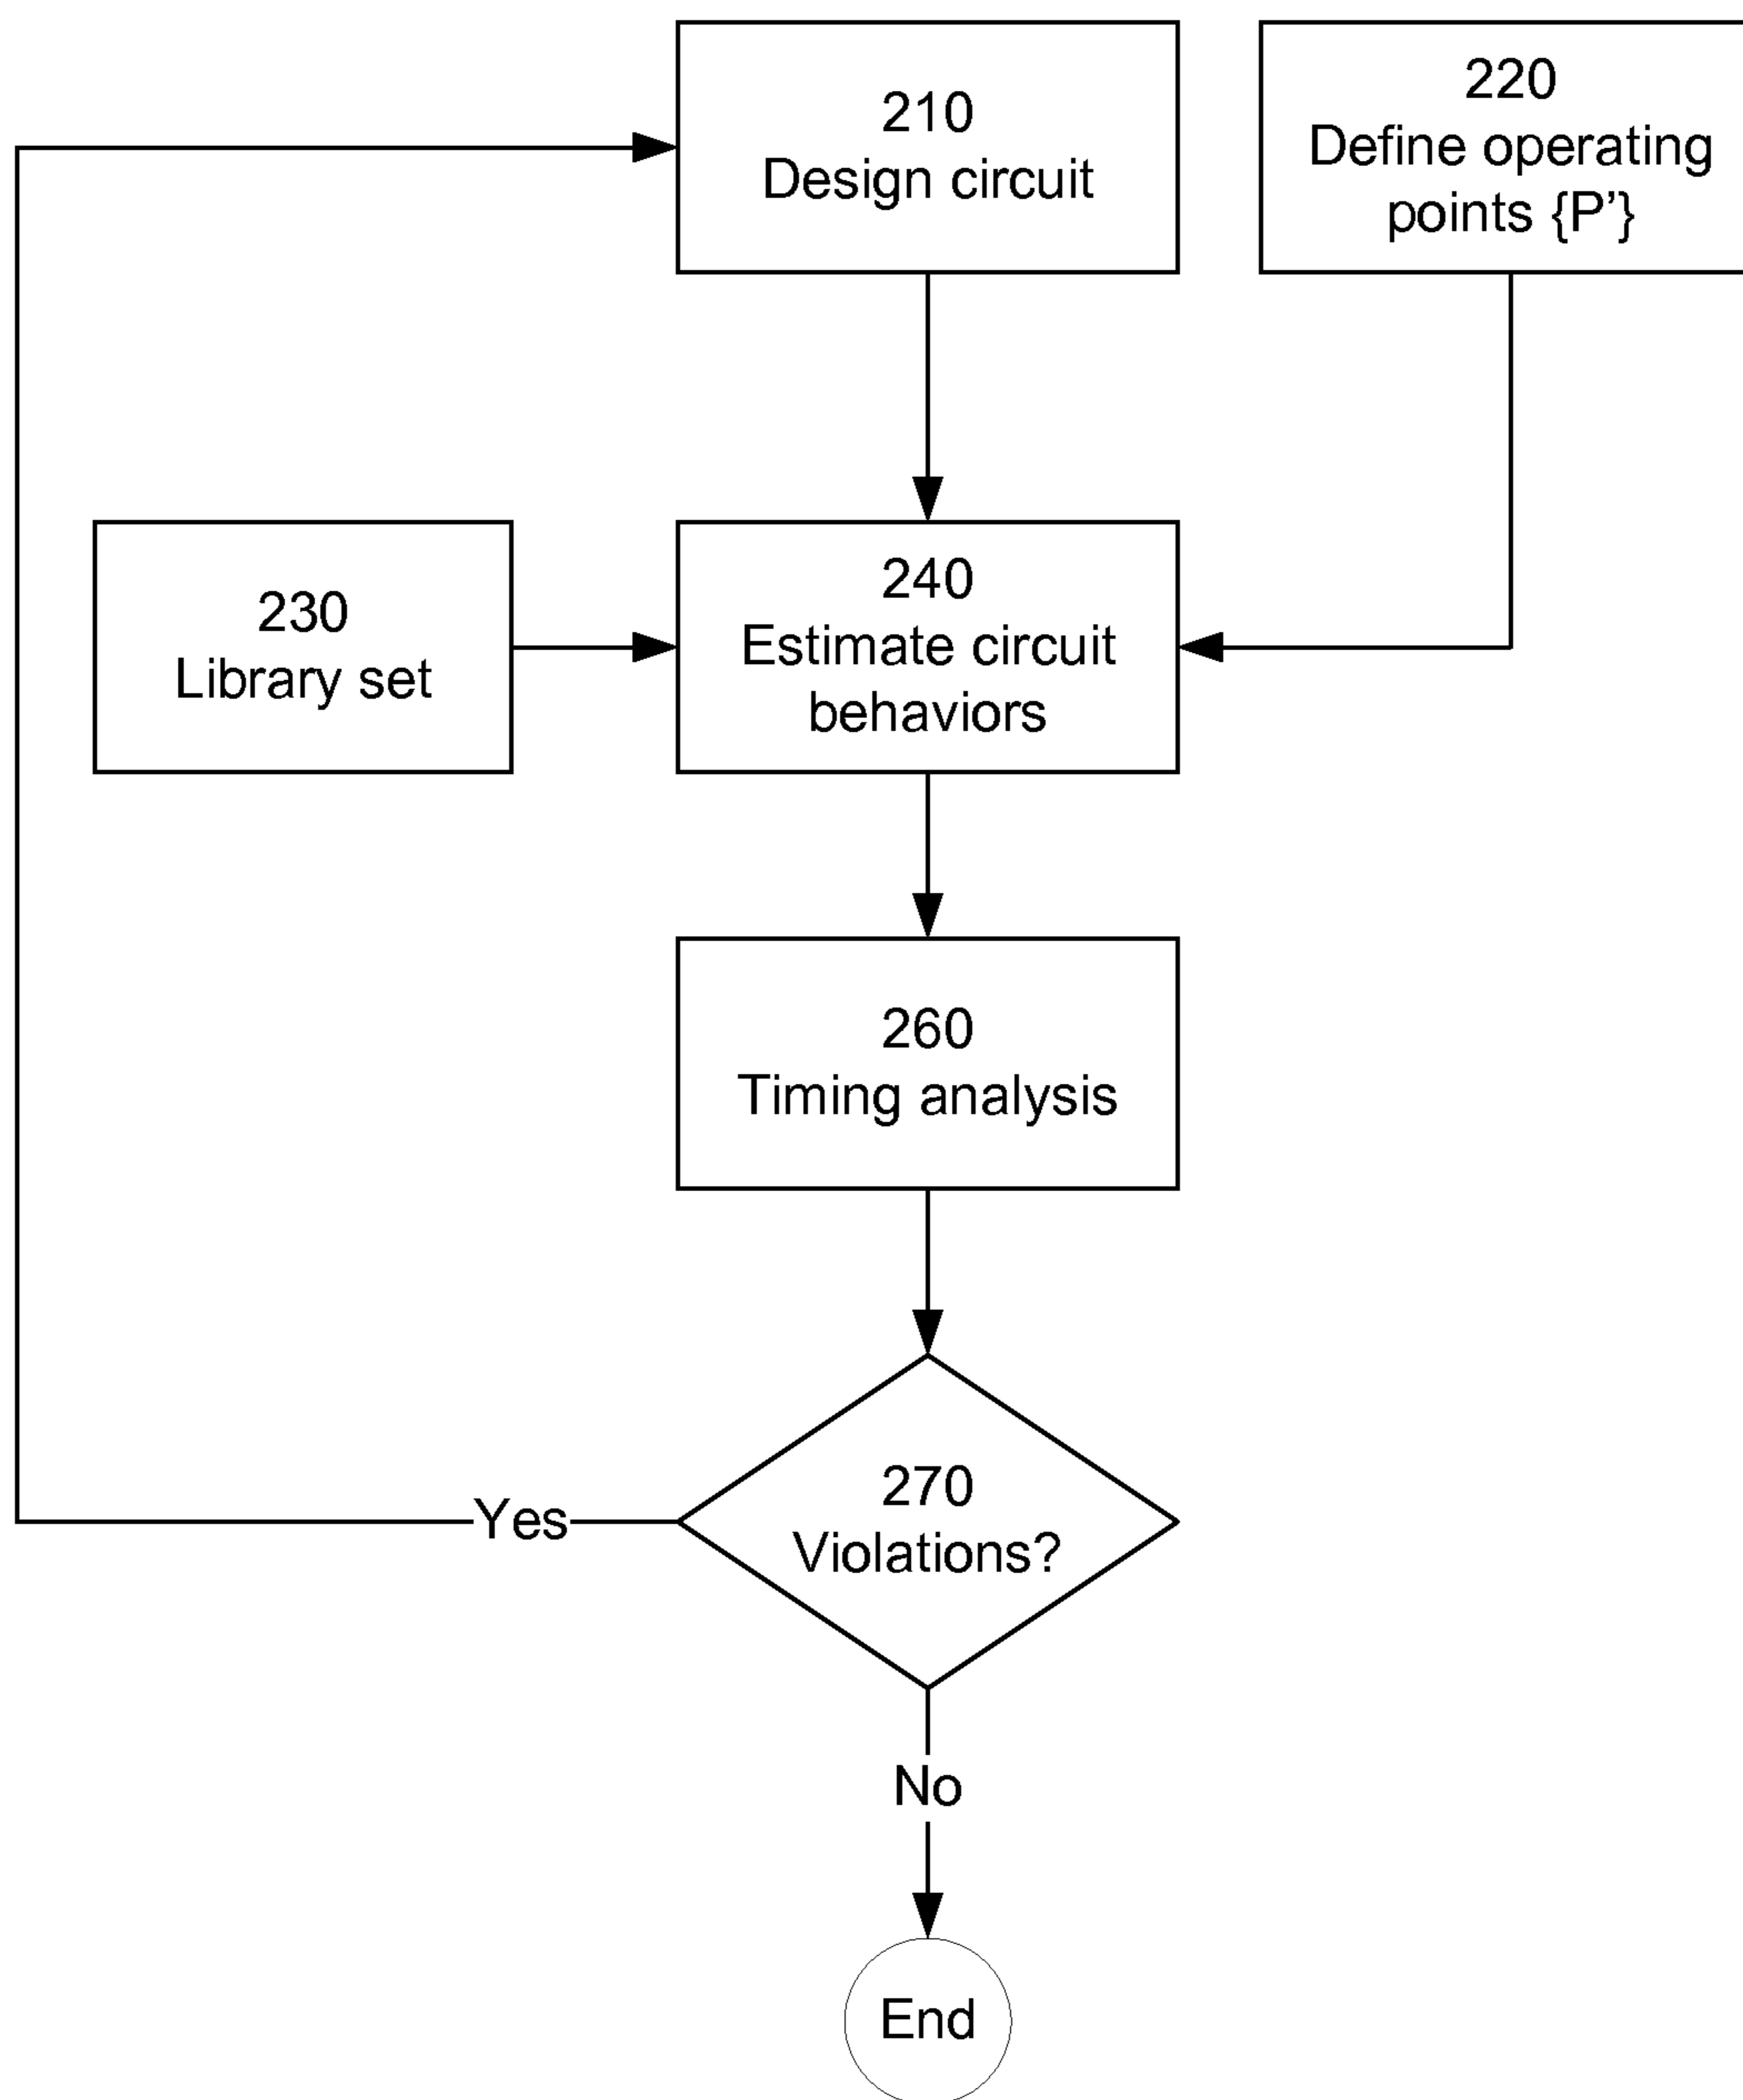 210
Design circuit
220
Define operating
points {P’}
230
Library set
240
Estimate circuit
behaviors
260
Timing analysis
270
Violations?
Yes
No
End